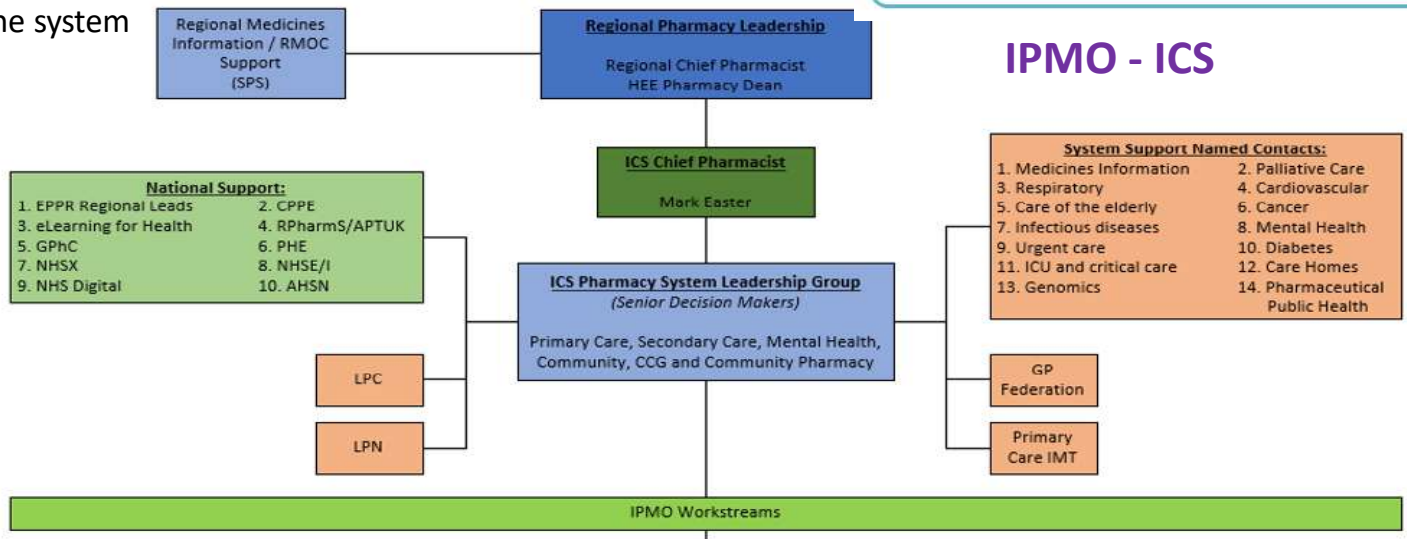 ne system
IPMO - ICS
Regional Medicines
Information / RMOC
Support
(SPS)
Regional Pharmacy Leadership
Regional Chief Pharmacist
HEE Pharmacy Dean
ICS Chief Pharmacist
Mark Easter
National Support:
1. EPPR Regional Leads 2. CPPE
3. eLearning for Health 4. RPharmS/APTUK
5. GPhC 6. PHE
7. NHSX 8. NHSE/I
9. NHS Digital 10. AHSN
System Support Named Contacts:
1. Medicines Information 2. Palliative Care
3. Respiratory 4. Cardiovascular
5. Care of the elderly 6. Cancer
7. Infectious diseases 8. Mental Health
9. Urgent care 10. Diabetes
11. ICU and critical care 12. Care Homes
13. Genomics 14. Pharmaceutical
Public Health
ICS Pharmacy System Leadership Group
(Senior Decision Makers)
Primary Care, Secondary Care, Mental Health,
Community, CCG and Community Pharmacy
LPC
LPN
GP
Federation
Primary
Care IMT
IPMO Workstreams